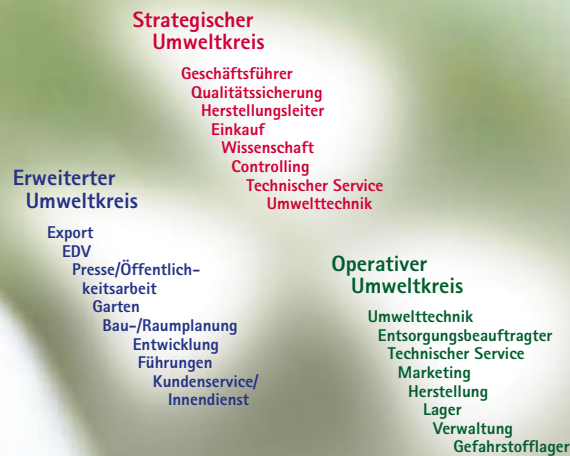 Strategischer
Umweltkreis
Geschäftsführer
Qualitätssicherung
Herstellungsleiter
Einkauf
Wissenschaft
Controlling
Technischer Service
Umwelttechnik
Erweiterter
Umweltkreis
Export
EDV
Presse/Öffentlich-
keitsarbeit
Garten
Bau-/Raumplanung
Entwicklung
Führungen
Kundenservice/
Innendienst
Operativer
Umweltkreis
Umwelttechnik
Entsorgungsbeauftragter
Technischer Service
Marketing
Herstellung
Lager
Verwaltung
Gefahrstofflager